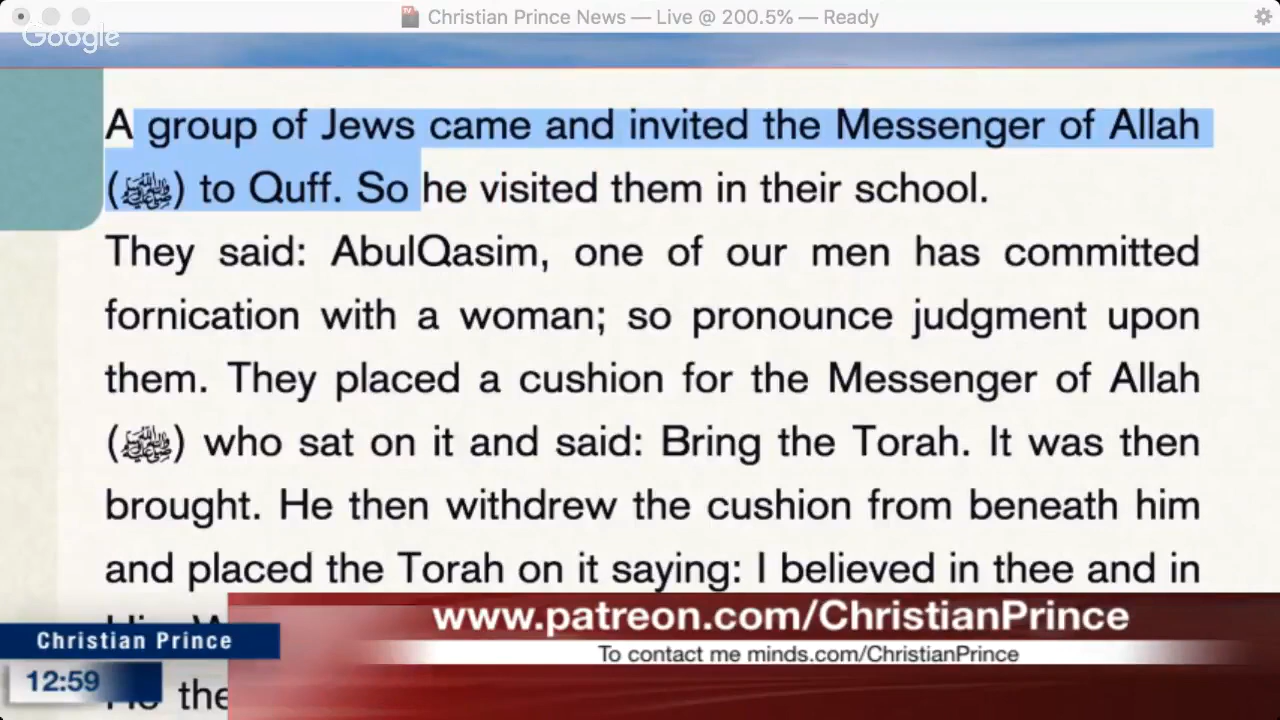 Christian Prince News — Live @ 200.5% — Ready
Google
A group of Jews came and invited the Messenger of Allah
(ﷺ) to Quff. So he visited them in their school.
They said: AbulQasim, one of our men has committed
fornication with a woman; so pronounce judgment upon
them. They placed a cushion for the Messenger of Allah
(ﷺ) who sat on it and said: Bring the Torah. It was then
brought. He then withdrew the cushion from beneath him
and placed the Torah on it saying: I believed in thee and in
www.patreon.com/ChristianPrince
Christian Prince
To contact me minds.com/ChristianPrince
12:59
the